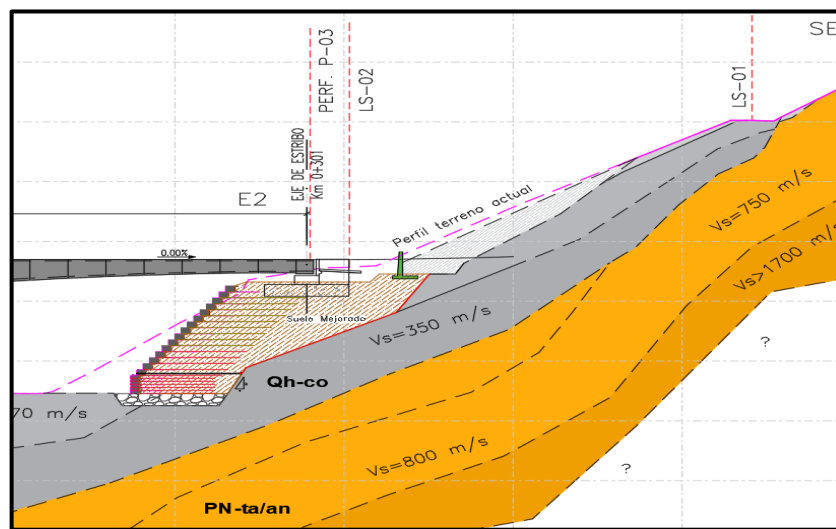 SE
PERF. P-03
LS-02
LS-01
EJE DE ESTRIBO
Km 0+301
E2
Perfil terreno actual
0.00%
Vs=750 m/s
Vs>1700 m/s
Suelo Mejorado
Vs=350 m/s
?
Qh-co
70 m/s
Vs=800 m/s
?
PN-ta/an